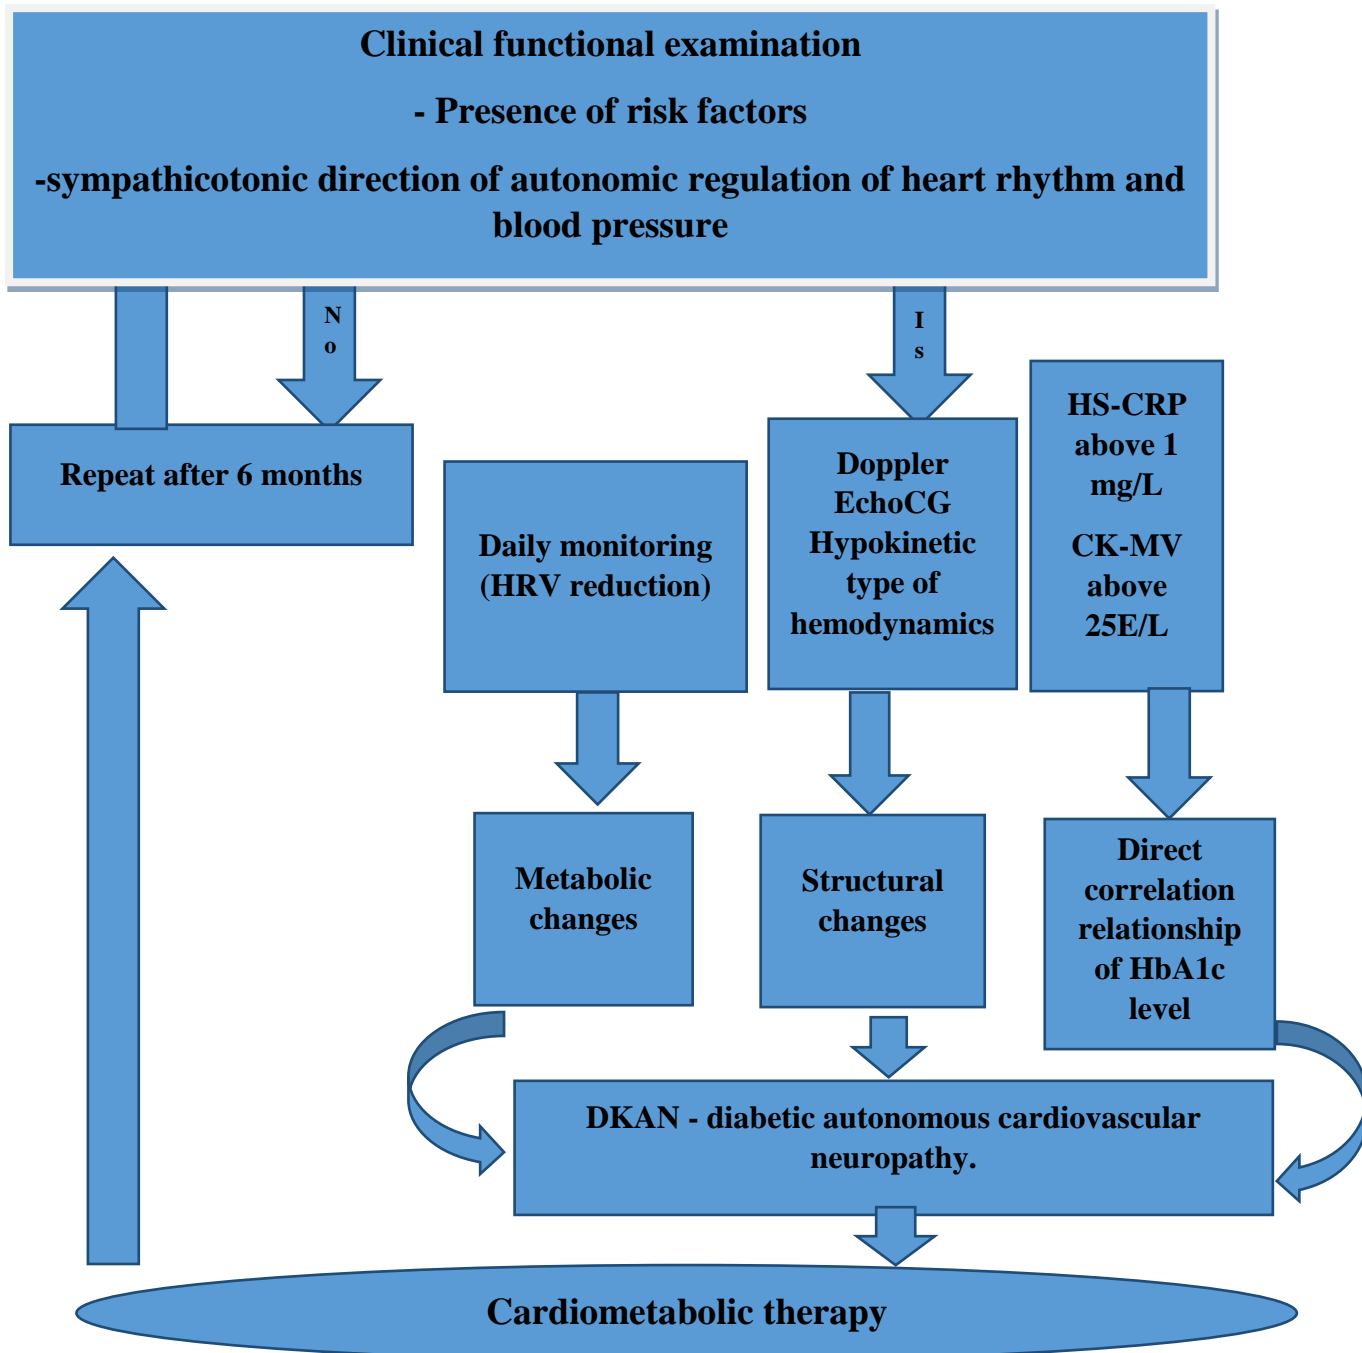 Clinical functional examination
- Presence of risk factors
-sympathicotonic direction of autonomic regulation of heart rhythm and
blood pressure
N
o
I
s
Repeat after 6 months
Daily monitoring
(HRV reduction)
Doppler
EchoCG
Hypokinetic
type of
hemodynamics
HS-CRP
above 1
mg/L
CK-MV
above
25E/L
Metabolic
changes
Structural
changes
Direct
correlation
relationship
of HbA1c
level
DKAN - diabetic autonomous cardiovascular
neuropathy.
Cardiometabolic therapy